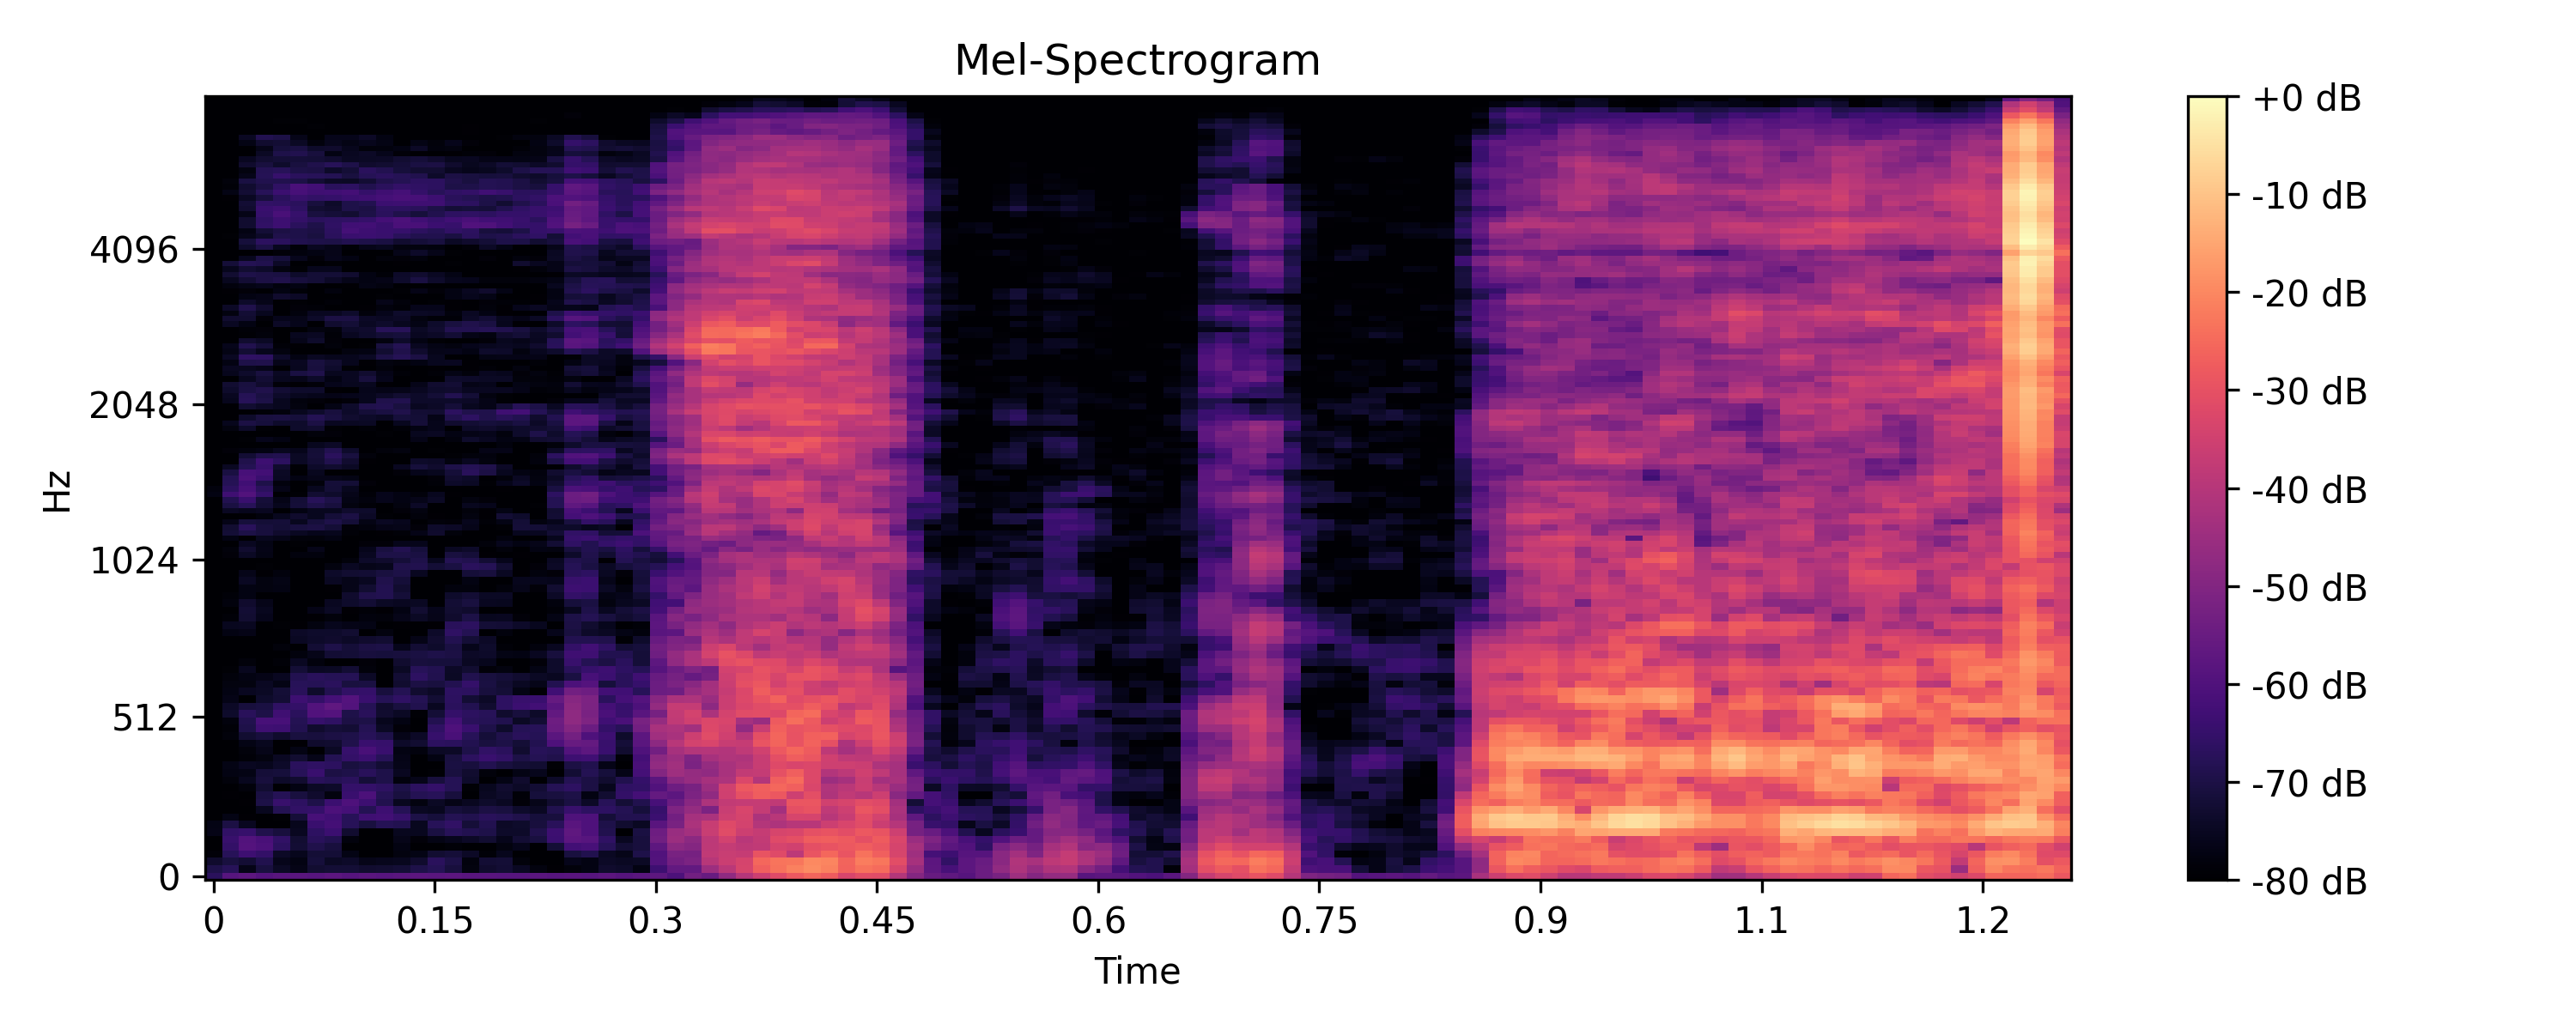 Mel-Spectrogram
+0 dB
-10 dB
-20 dB
-30 dB
-40 dB
-50 dB
-60 dB
-70 dB
-80 dB
Hz
4096
2048
1024
512
0
0 0.15 0.3 0.45 0.6 0.75 0.9 1.1 1.2
Time